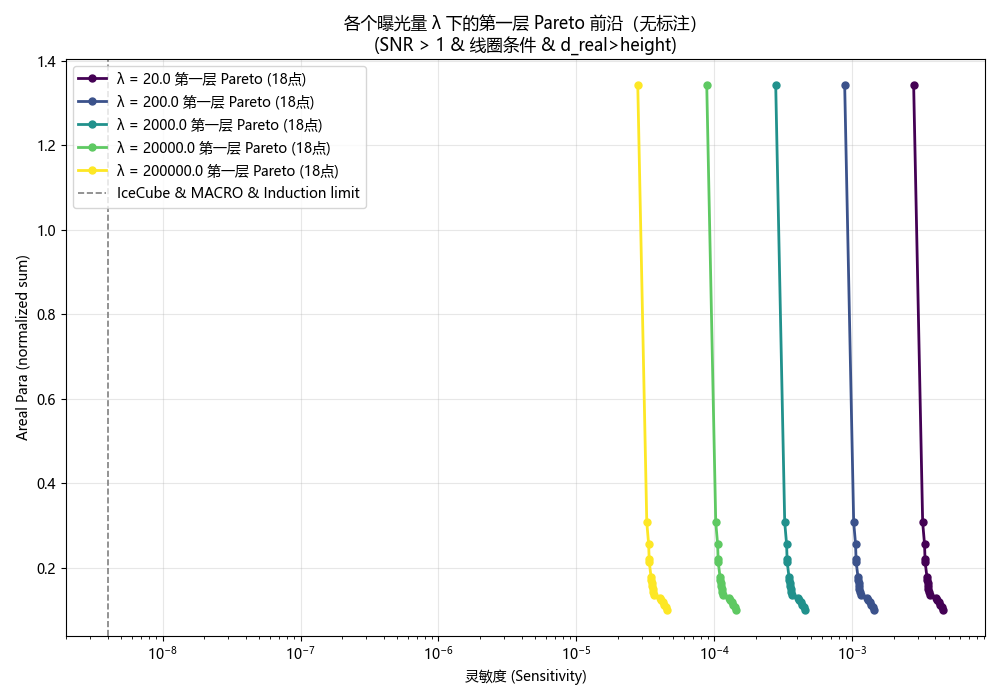 各个曝光量 λ 下的第一层 Pareto 前沿（无标注）
(SNR > 1 & 线圈条件 & d_real>height)
λ = 20.0 第一层 Pareto (18点)
λ = 200.0 第一层 Pareto (18点)
λ = 2000.0 第一层 Pareto (18点)
λ = 20000.0 第一层 Pareto (18点)
λ = 200000.0 第一层 Pareto (18点)
IceCube & MACRO & Induction limit
Areal Para (normalized sum)
1.4
1.2
1.0
0.8
0.6
0.4
0.2
10⁻⁸ 10⁻⁷ 10⁻⁶ 10⁻⁵ 10⁻⁴ 10⁻³
灵敏度 (Sensitivity)